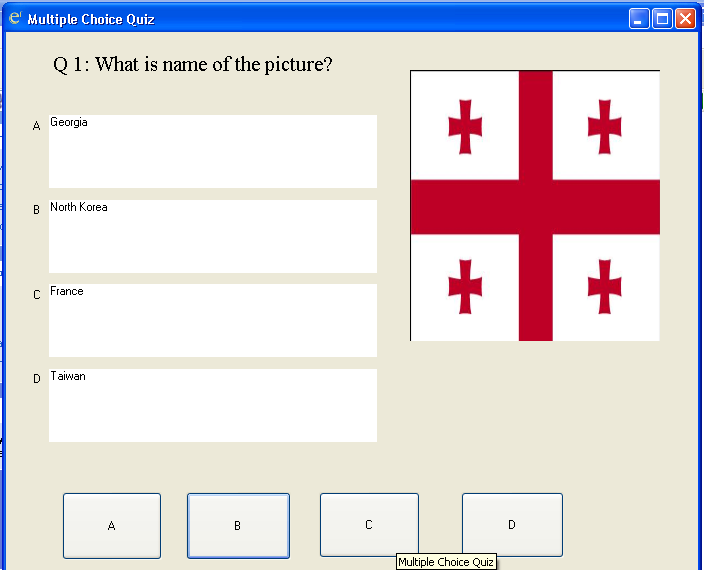 Multiple Choice Quiz
Q 1: What is name of the picture?
A
Georgia
B
North Korea
C
France
D
Taiwan
A
B
C
D
Multiple Choice Quiz